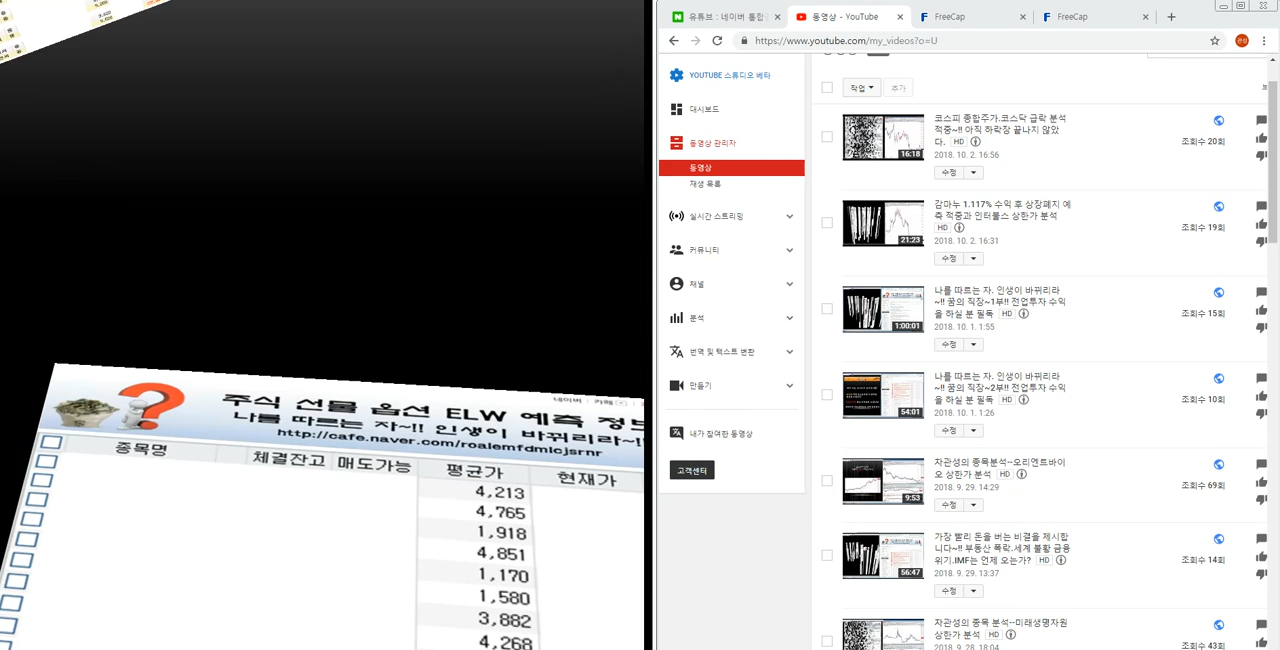 주식 선물 옵션 ELW 예측 정보
나를 따르는 자~!! 인생이 바뀌리라~!!
http://cafe.naver.com/roalemfdmlcjsrnr
종목명
체결잔고
매도가능
평균가
현재가
4,213
4,765
1,918
4,851
1,170
1,580
3,882
4,268
유튜브 : 네이버 통합
동영상 - YouTube
FreeCap
FreeCap
https://www.youtube.com/my_videos?o=U
YOUTUBE 스튜디오 베타
대시보드
동영상 관리자
동영상
재생 목록
실시간 스트리밍
커뮤니티
채널
분석
번역 및 텍스트 변환
만들기
내가 참여한 동영상
고객센터
작업
추가
16:18
코스피 종합주가.코스닥 급락 분석
적중~!! 아직 하락장 끝나지 않았
다. HD
2018. 10. 2. 16:56
수정
조회수 20회
21:23
감마누 1.117% 수익 후 상장폐지 예
측 적중과 인터불스 상한가 분석
HD
2018. 10. 2. 16:31
수정
조회수 19회
1:00:01
나를 따르는 자. 인생이 바뀌리라
~!! 꿈의 직장~1부!! 전업투자 수익
을 하실 분 필독 HD
2018. 10. 1. 1:55
수정
조회수 15회
54:01
나를 따르는 자. 인생이 바뀌리라
~!! 꿈의 직장~2부!! 전업투자 수익
을 하실 분 필독 HD
2018. 10. 1. 1:26
수정
조회수 10회
9:53
자관성의 종목분석--오리엔트바이
오 상한가 분석 HD
2018. 9. 29. 14:29
수정
조회수 69회
56:47
가장 빨리 돈을 버는 비결을 제시합
니다~!! 부동산 폭락.세계 불황 금융
위기.IMF는 언제 오는가? HD
2018. 9. 29. 13:37
수정
조회수 14회
자관성의 종목 분석--미래생명자원
상한가 분석 HD
2018. 9. 28. 18:04
조회수 43회